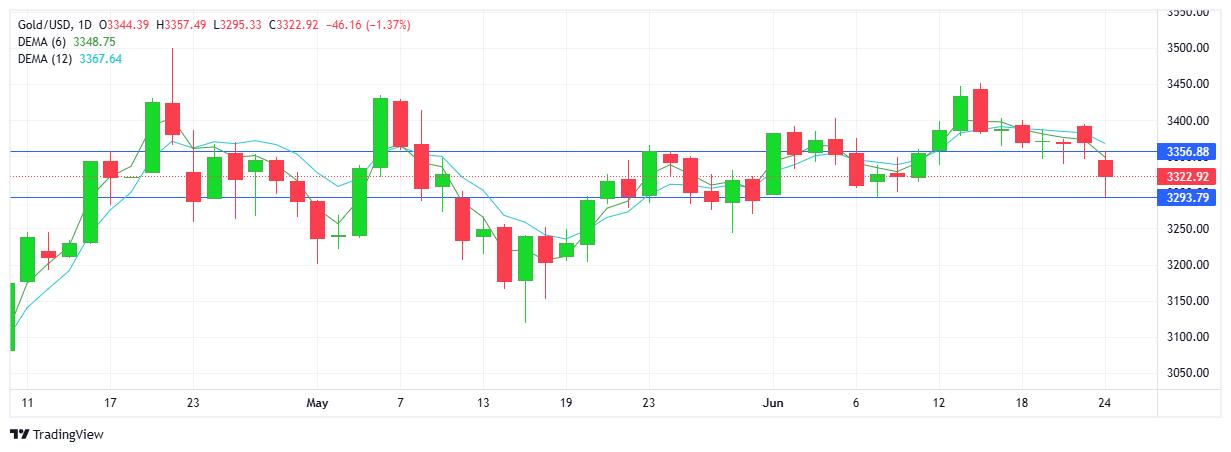 Gold/USD, 1D O3344.39 H3357.49 L3295.33 C3322.92 −46.16 (−1.37%)
DEMA (6) 3348.75
DEMA (12) 3367.64
3550.00
3500.00
3450.00
3400.00
3356.88
3322.92
3293.79
3250.00
3200.00
3150.00
3100.00
3050.00
11 17 23 May 7 13 19 23 Jun 6 12 18 24
TradingView